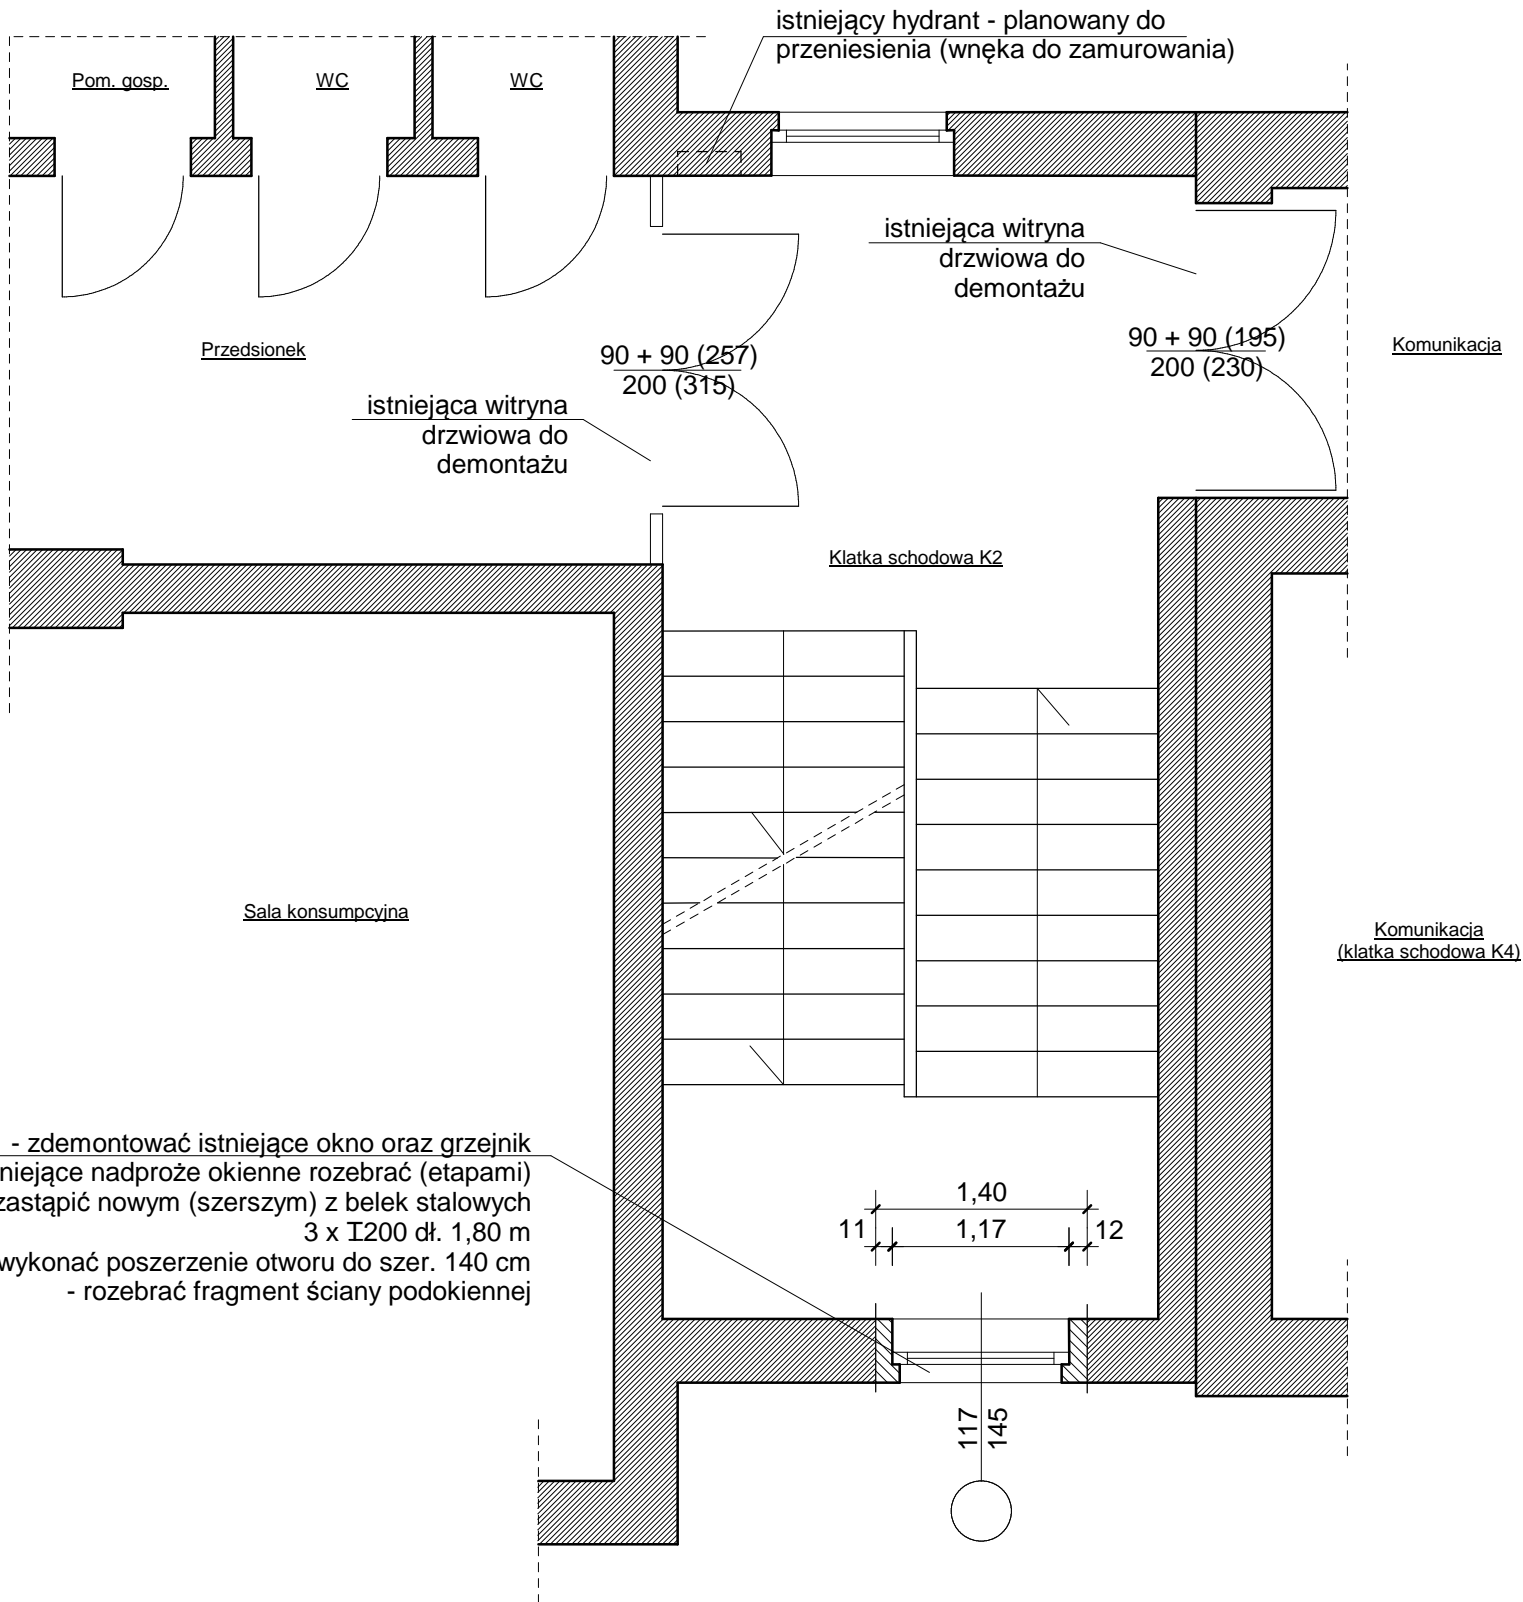 istniejący hydrant - planowany do
przeniesienia (wnęka do zamurowania)
Pom. gosp.
WC
WC
istniejąca witryna
drzwiowa do
demontażu
Przedsionek
90 + 90 (257)
200 (315)
90 + 90 (195)
200 (230)
Komunikacja
istniejąca witryna
drzwiowa do
demontażu
Klatka schodowa K2
Sala konsumpcyjna
Komunikacja
(klatka schodowa K4)
- zdemontować istniejące okno oraz grzejnik
niejące nadproże okienne rozebrać (etapami)
zastąpić nowym (szerszym) z belek stalowych
3 x I200 dł. 1,80 m
wykonać poszerzenie otworu do szer. 140 cm
- rozebrać fragment ściany podokiennej
1,40
11 1,17 12
117
145